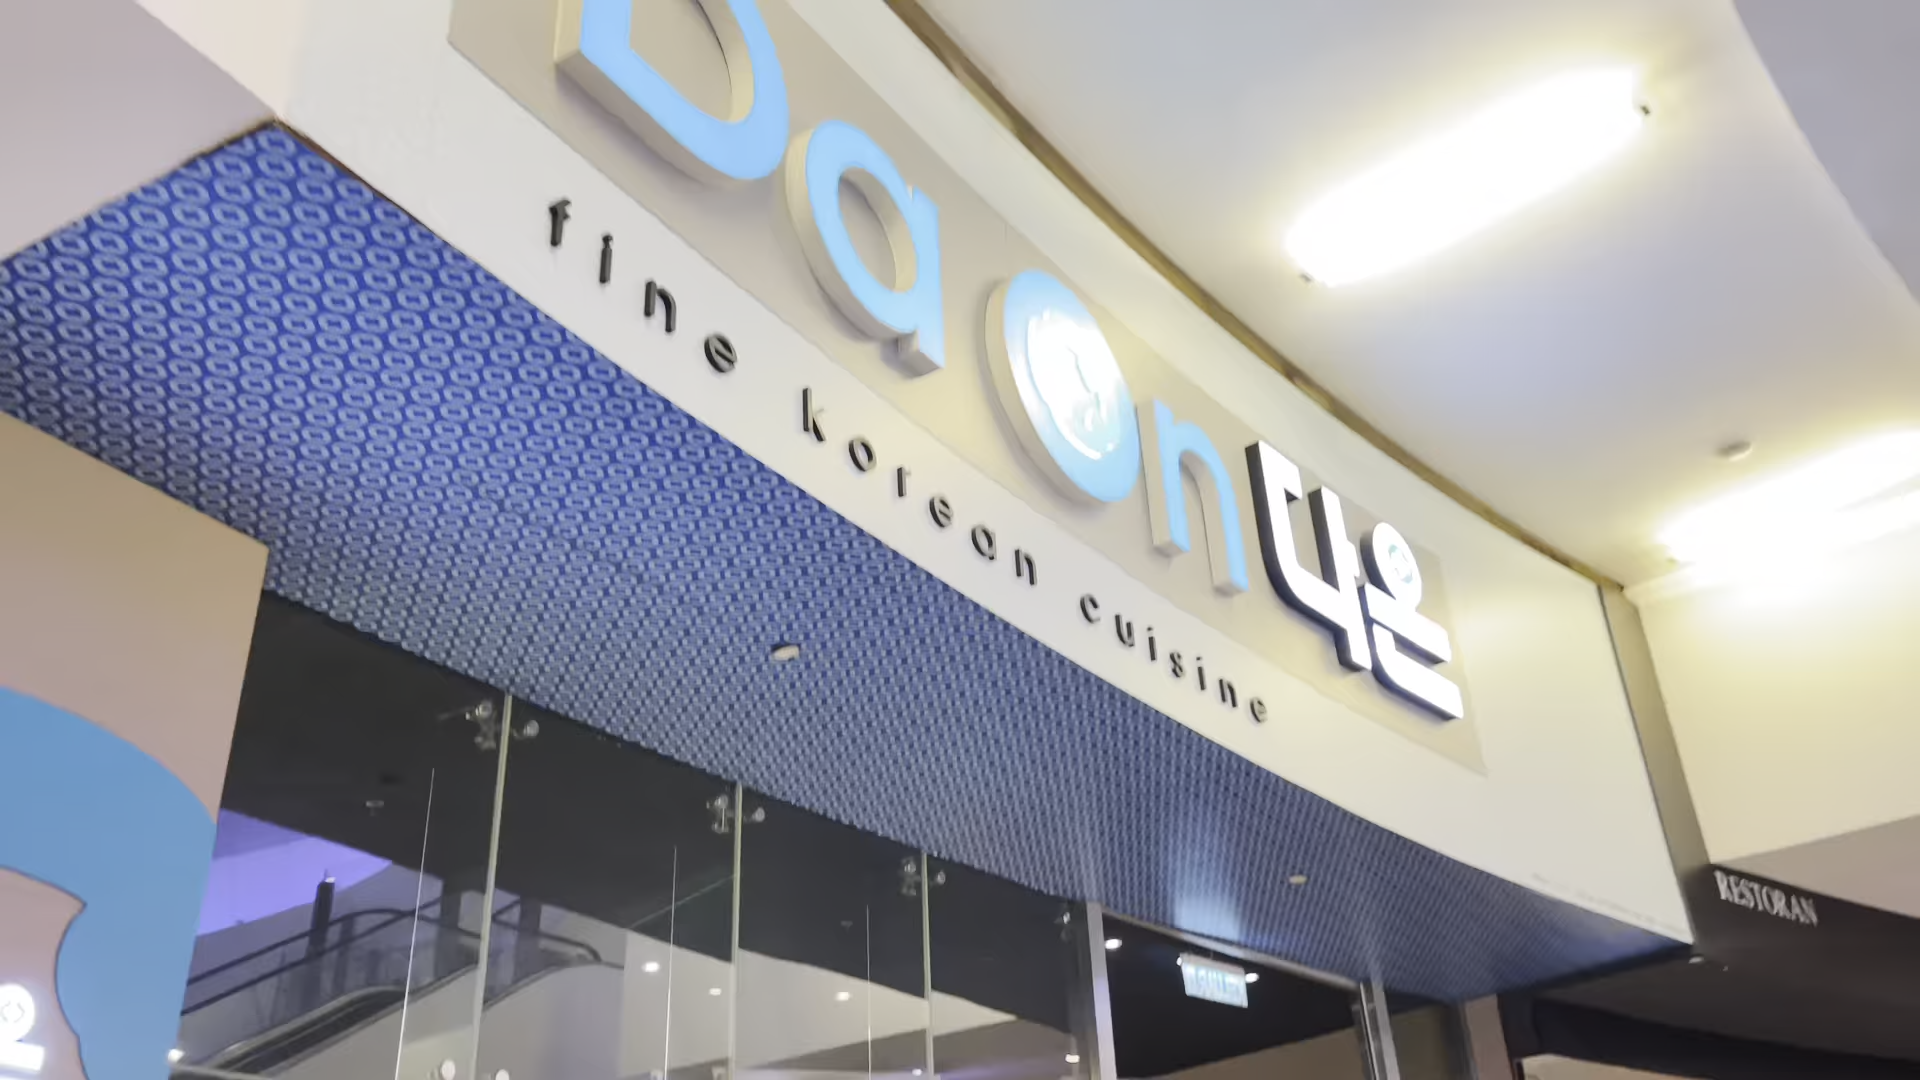 DaOn다온
fine korean cuisine
RESTORAN